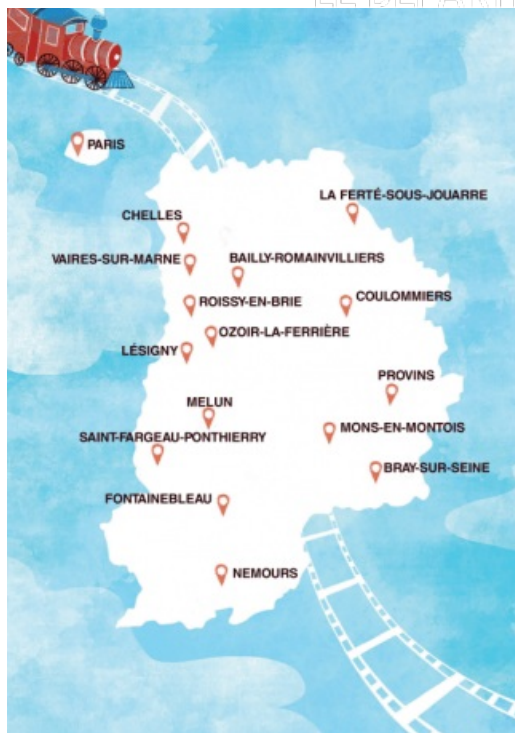 PARIS
LA FERTÉ-SOUS-JOUARRE
CHELLES
VAIRES-SUR-MARNE
BAILLY-ROMAINVILLIERS
ROISSY-EN-BRIE
COULOMMIERS
OZOIR-LA-FERRIÈRE
LÉSIGNY
PROVINS
MELUN
MONS-EN-MONTOIS
SAINT-FARGEAU-PONTHIERRY
BRAY-SUR-SEINE
FONTAINEBLEAU
NEMOURS